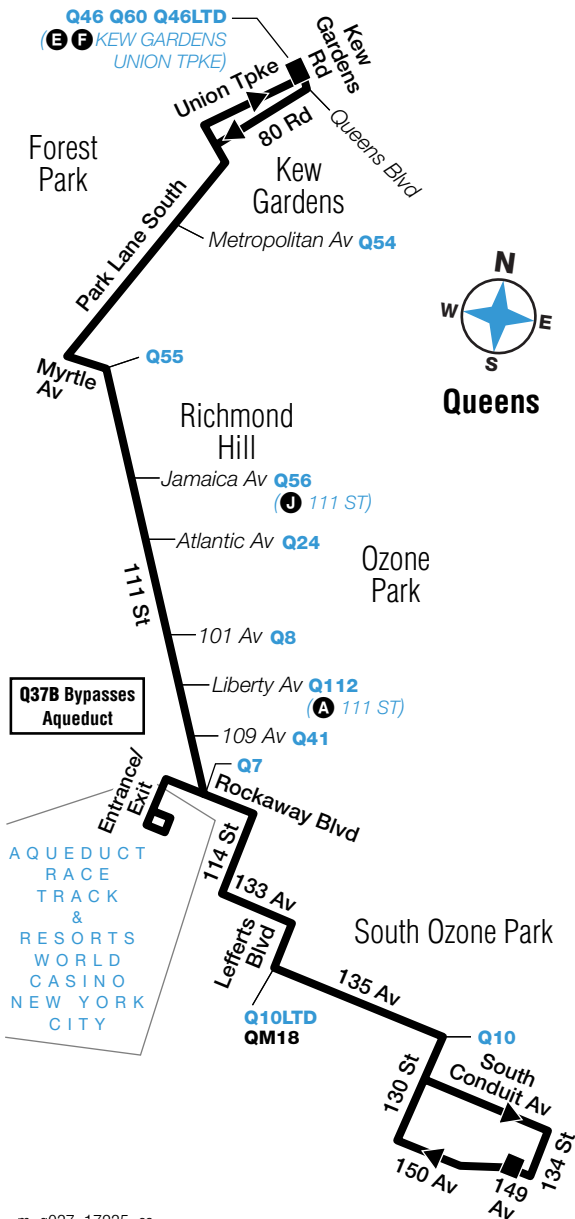 Q46 Q60 Q46LTD
(E F KEW GARDENS
UNION TPKE)
Kew
Gardens
Rd
Union Tpke
80 Rd
Queens Blvd
Forest
Park
Kew
Gardens
Park Lane South
Metropolitan Av Q54
N
W
E
S
Queens
Q55
Myrtle
Av
Richmond
Hill
Jamaica Av Q56
(J 111 ST)
Atlantic Av Q24
Ozone
Park
111 St
101 Av Q8
Liberty Av Q112
(A 111 ST)
Q37B Bypasses
Aqueduct
109 Av Q41
Q7
Rockaway Blvd
Entrance/
Exit
114 St
AQUEDUCT
RACE
TRACK
&
RESORTS
WORLD
CASINO
NEW YORK
CITY
133 Av
Lefferts
Blvd
South Ozone Park
135 Av
Q10LTD
QM18
Q10
South
Conduit Av
130 St
134 St
150 Av
149
Av